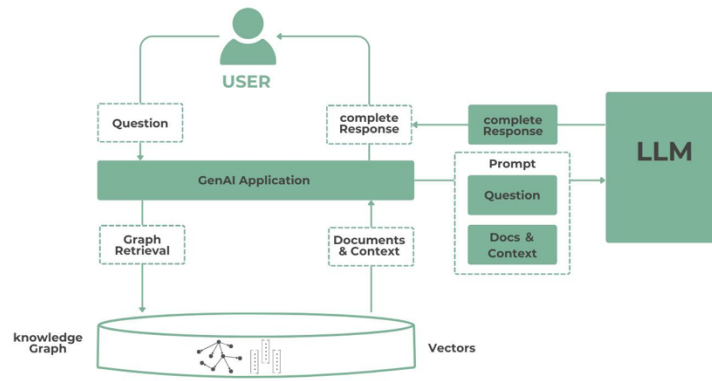 USER
Question
complete
Response
complete
Response
LLM
Prompt
GenAI Application
Question
Graph
Retrieval
Documents
& Context
Docs &
Context
knowledge
Graph
Vectors